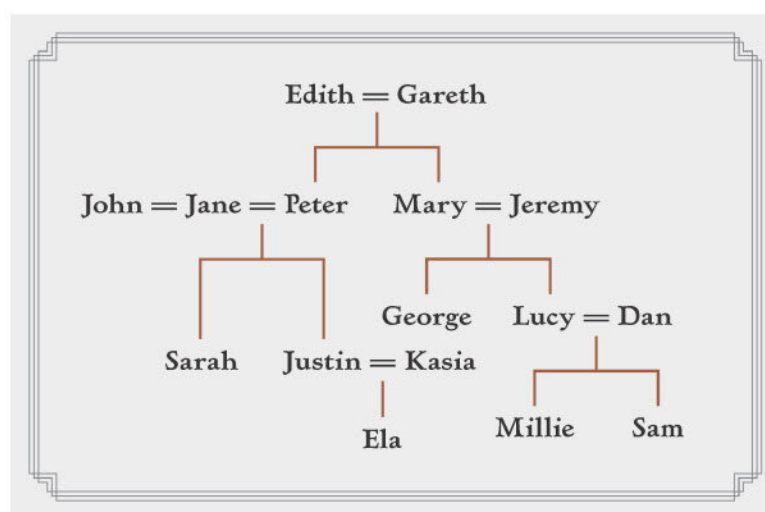 Edith = Gareth
John = Jane = Peter
Mary = Jeremy
George
Lucy = Dan
Sarah
Justin = Kasia
Millie
Sam
Ela